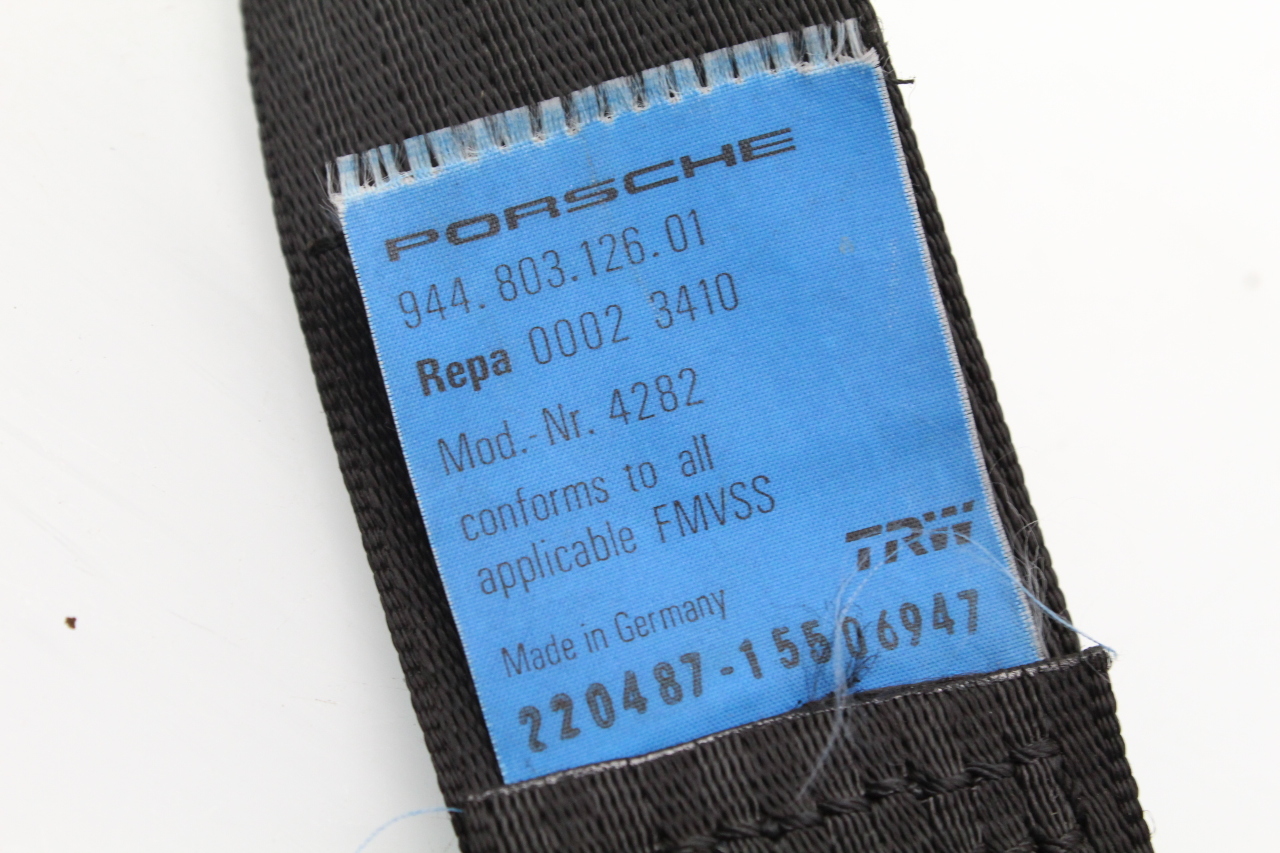 PORSCHE
944.803.126.01
Repa 0002 3410
Mod.-Nr. 4282
conforms to all
applicable FMVSS
TRW
Made in Germany
220487-15506947